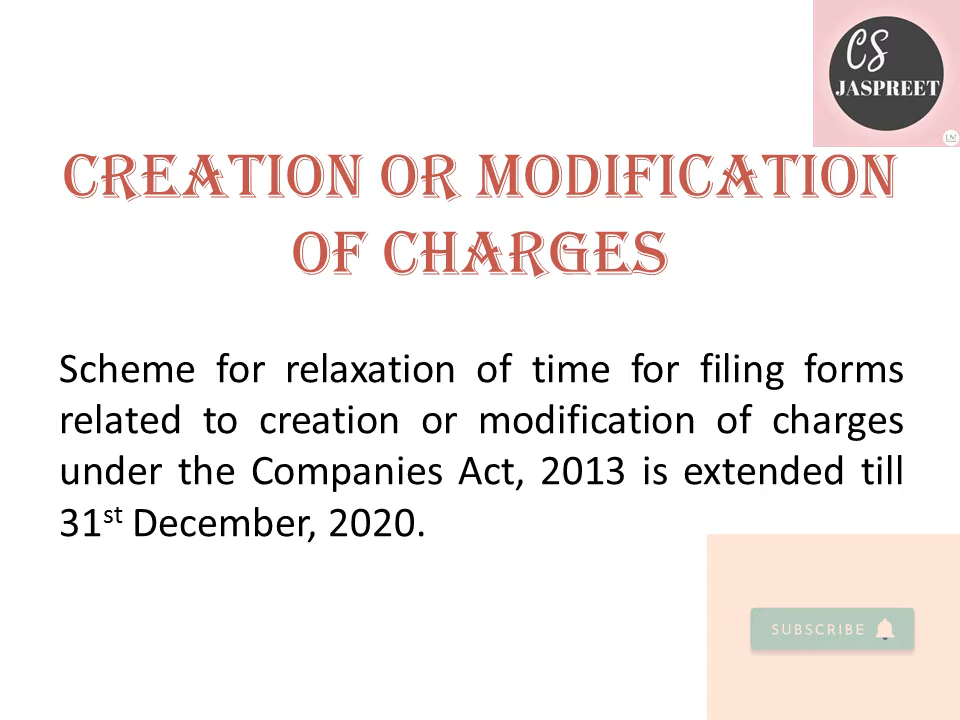 CS
JASPREET
CREATION OR MODIFICATION
OF CHARGES
Scheme for relaxation of time for filing forms
related to creation or modification of charges
under the Companies Act, 2013 is extended till
31st December, 2020.
SUBSCRIBE